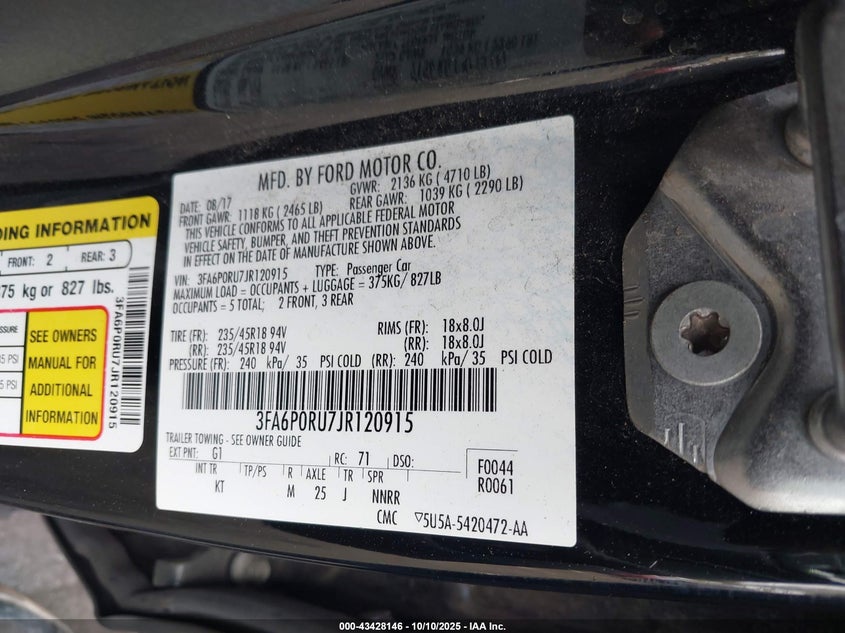 MFD. BY FORD MOTOR CO.
DATE: 08/17 GVWR: 2136 KG ( 4710 LB)
FRONT GAWR: 1118 KG ( 2465 LB) REAR GAWR: 1039 KG ( 2290 LB)
THIS VEHICLE CONFORMS TO ALL APPLICABLE FEDERAL MOTOR
VEHICLE SAFETY, BUMPER, AND THEFT PREVENTION STANDARDS
IN EFFECT ON THE DATE OF MANUFACTURE SHOWN ABOVE.
VIN: 3FA6P0RU7JR120915 TYPE: Passenger Car
MAXIMUM LOAD = OCCUPANTS + LUGGAGE = 375KG/ 827LB
OCCUPANTS = 5 TOTAL; 2 FRONT, 3 REAR
TIRE (FR): 235/45R18 94V RIMS (FR): 18x8.0J
(RR): 235/45R18 94V (RR): 18x8.0J
PRESSURE (FR): 240 kPa/ 35 PSI COLD (RR): 240 kPa/ 35 PSI COLD
3FA6P0RU7JR120915
TRAILER TOWING - SEE OWNER GUIDE
EXT PNT: G1 RC: 71 DSO: F0044
INT TR TP/PS R AXLE TR SPR R0061
KT M 25 J NNRR
CMC ▽5U5A-5420472-AA
DING INFORMATION
FRONT: 2 REAR: 3
75 kg or 827 lbs.
SEE OWNERS
MANUAL FOR
ADDITIONAL
INFORMATION
35 PSI
5 PSI
3FA6P0RU7JR120915
000-43428146 • 10/10/2025 • IAA Inc.